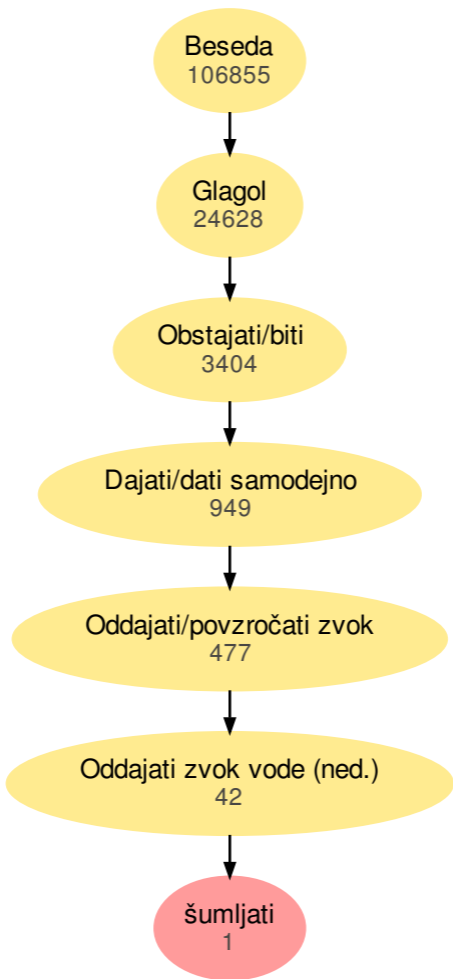 Beseda
106855
Glagol
24628
Obstajati/biti
3404
Dajati/dati samodejno
949
Oddajati/povzročati zvok
477
Oddajati zvok vode (ned.)
42
šumljati
1